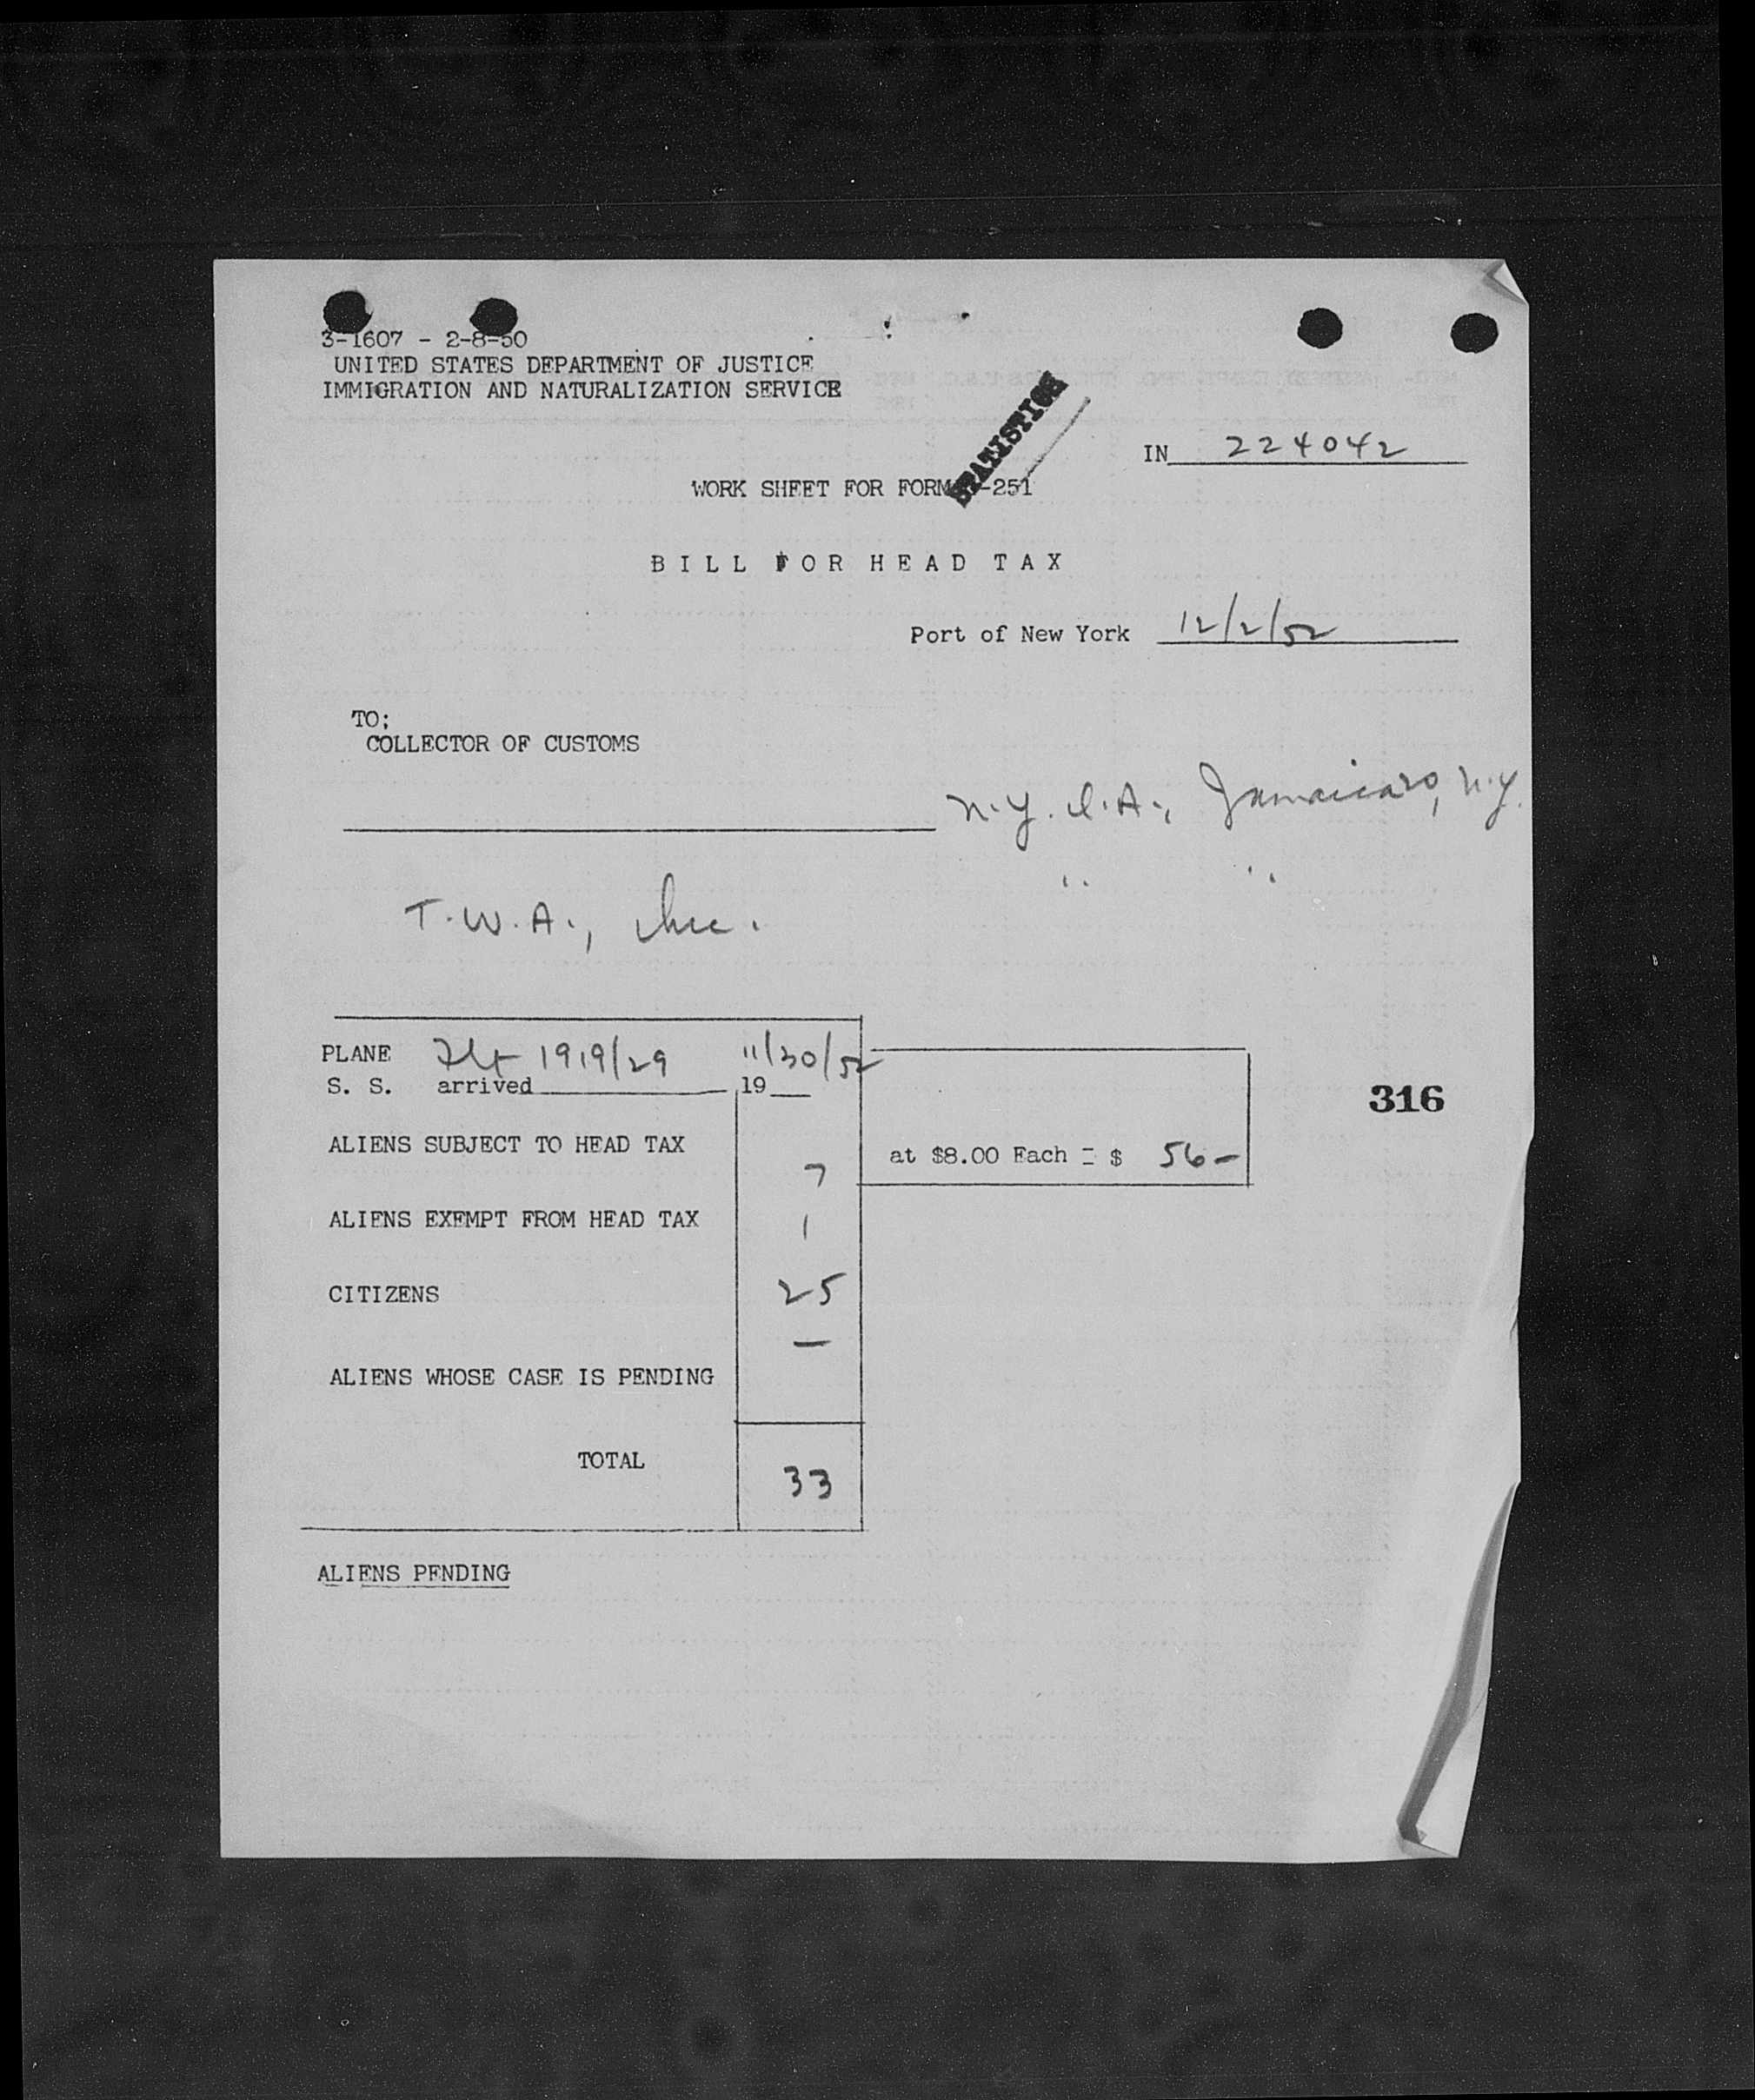 3-1607 - 2-8-50
UNITED STATES DEPARTMENT OF JUSTICE
IMMIGRATION AND NATURALIZATION SERVICE
STATISTICS
IN 224042
WORK SHEET FOR FORM -251
BILL FOR HEAD TAX
Port of New York 12/2/52
TO:
COLLECTOR OF CUSTOMS
N.Y. I.A., Jamaica, N.Y.
" "
T.W.A., Inc.
PLANE Flt 1919/29 11/30/52
S. S. arrived 19
316
ALIENS SUBJECT TO HEAD TAX 7 at $8.00 Each = $ 56-
ALIENS EXEMPT FROM HEAD TAX 1
CITIZENS 25
ALIENS WHOSE CASE IS PENDING —
TOTAL 33
ALIENS PENDING